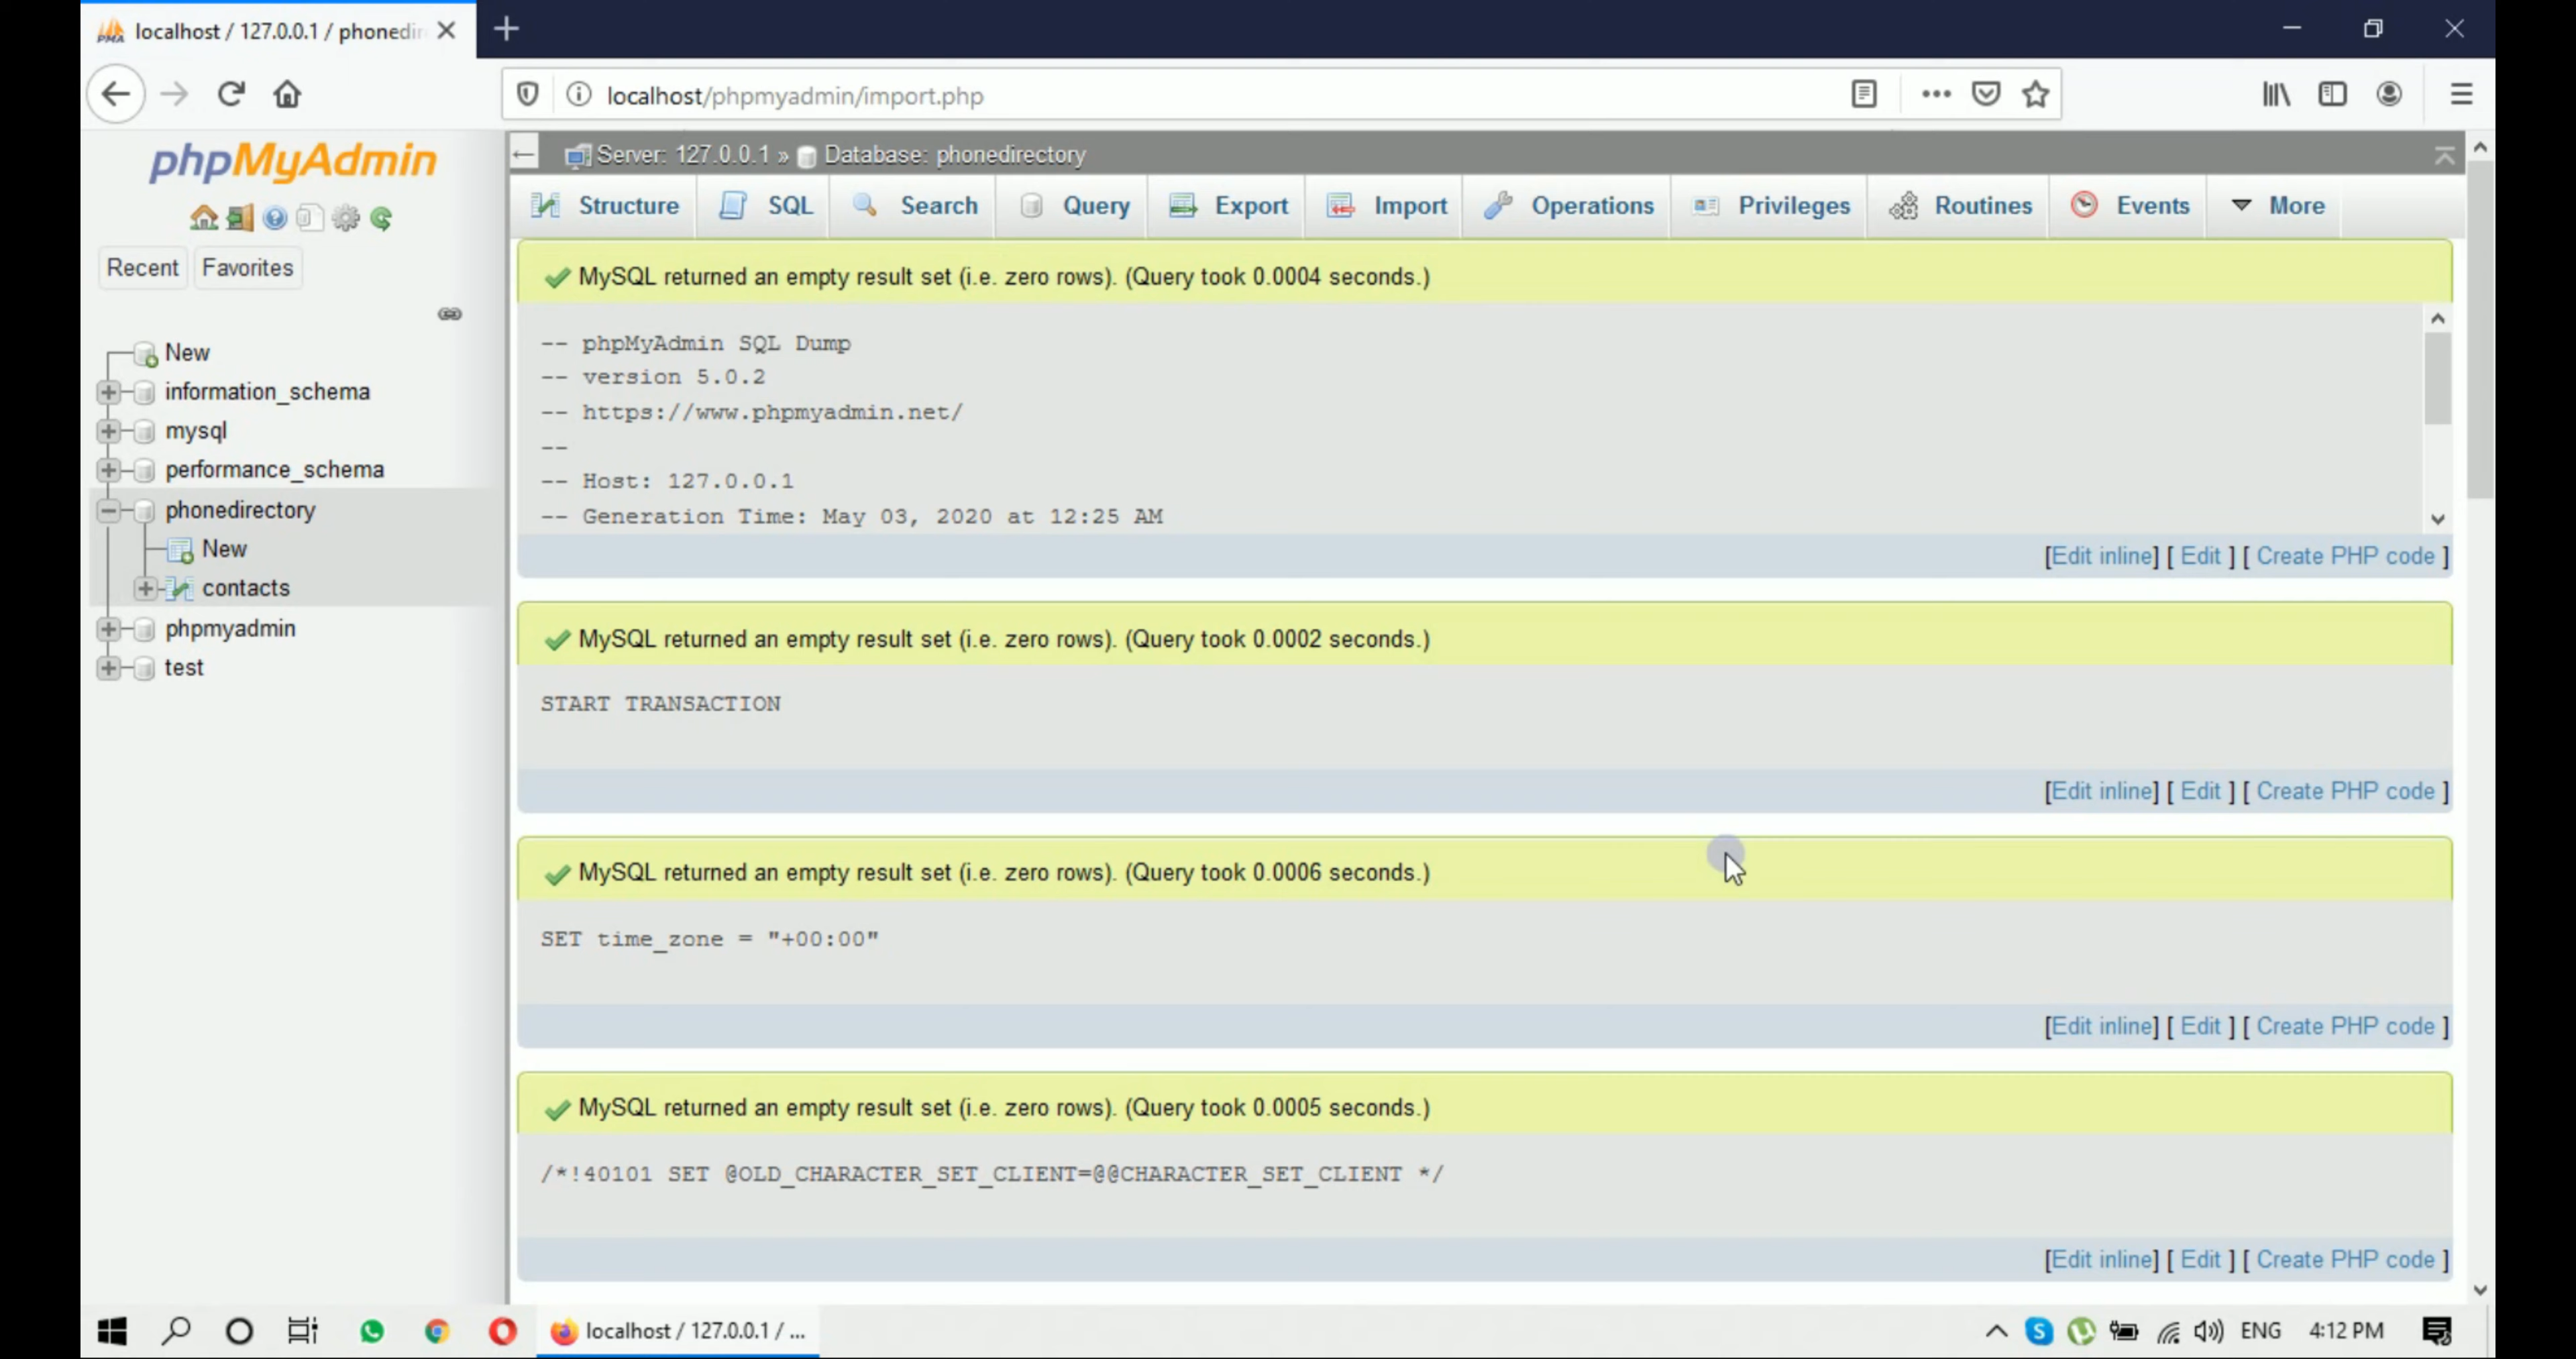 localhost / 127.0.0.1 / phonedir
localhost/phpmyadmin/import.php
phpMyAdmin
Recent
Favorites
New
information_schema
mysql
performance_schema
phonedirectory
New
contacts
phpmyadmin
test
Server: 127.0.0.1 » Database: phonedirectory
Structure SQL Search Query Export Import Operations Privileges Routines Events More
MySQL returned an empty result set (i.e. zero rows). (Query took 0.0004 seconds.)
-- phpMyAdmin SQL Dump
-- version 5.0.2
-- https://www.phpmyadmin.net/
--
-- Host: 127.0.0.1
-- Generation Time: May 03, 2020 at 12:25 AM
[Edit inline] [ Edit ] [ Create PHP code ]
MySQL returned an empty result set (i.e. zero rows). (Query took 0.0002 seconds.)
START TRANSACTION
[Edit inline] [ Edit ] [ Create PHP code ]
MySQL returned an empty result set (i.e. zero rows). (Query took 0.0006 seconds.)
SET time_zone = "+00:00"
[Edit inline] [ Edit ] [ Create PHP code ]
MySQL returned an empty result set (i.e. zero rows). (Query took 0.0005 seconds.)
/*!40101 SET @OLD_CHARACTER_SET_CLIENT=@@CHARACTER_SET_CLIENT */
[Edit inline] [ Edit ] [ Create PHP code ]
localhost / 127.0.0.1 / ...
ENG
4:12 PM